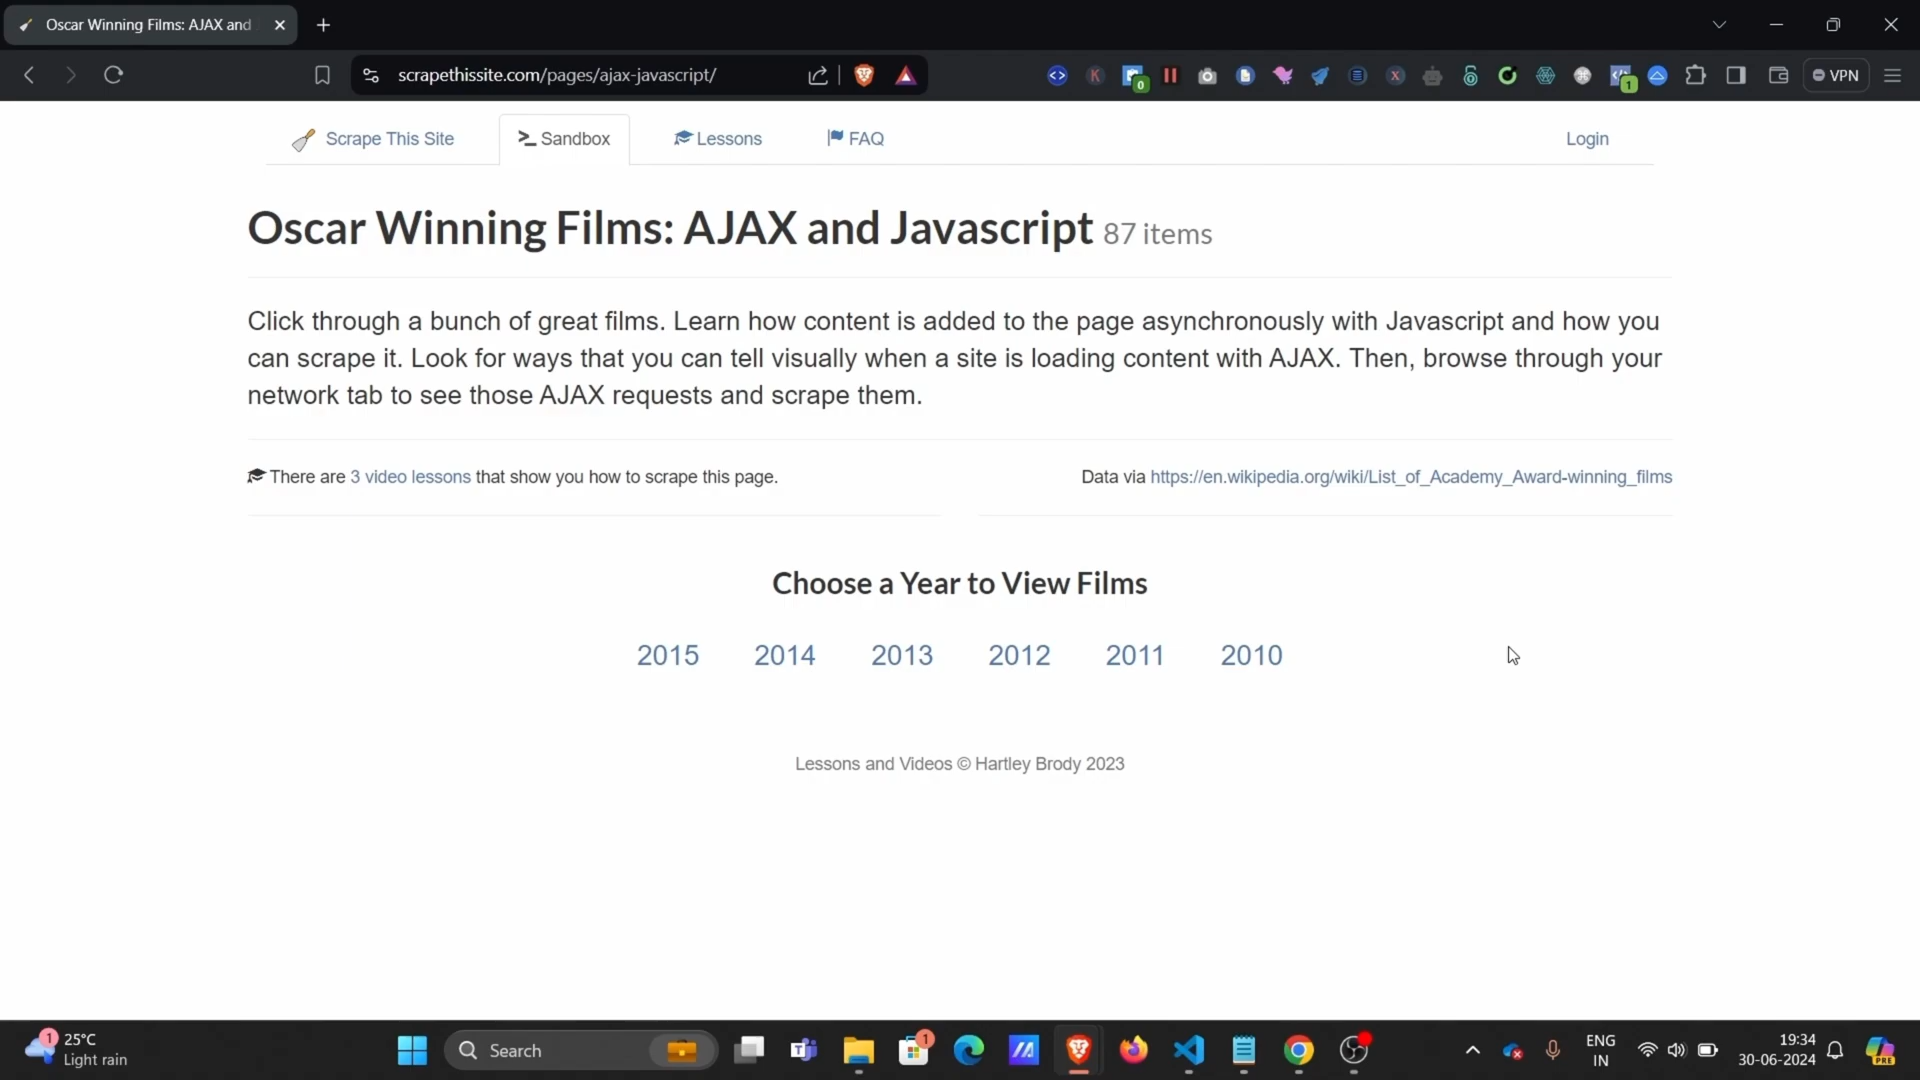 Oscar Winning Films: AJAX and
scrapethissite.com/pages/ajax-javascript/
K
0
X
1
VPN
Scrape This Site
Sandbox
Lessons
FAQ
Login
Oscar Winning Films: AJAX and Javascript 87 items
Click through a bunch of great films. Learn how content is added to the page asynchronously with Javascript and how you
can scrape it. Look for ways that you can tell visually when a site is loading content with AJAX. Then, browse through your
network tab to see those AJAX requests and scrape them.
There are 3 video lessons that show you how to scrape this page.
Data via https://en.wikipedia.org/wiki/List_of_Academy_Award-winning_films
Choose a Year to View Films
2015 2014 2013 2012 2011 2010
Lessons and Videos © Hartley Brody 2023
1
25°C
Light rain
Search
1
ENG
IN
19:34
30-06-2024
PRE